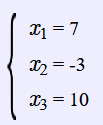 x₁ = 7
x₂ = -3
x₃ = 10